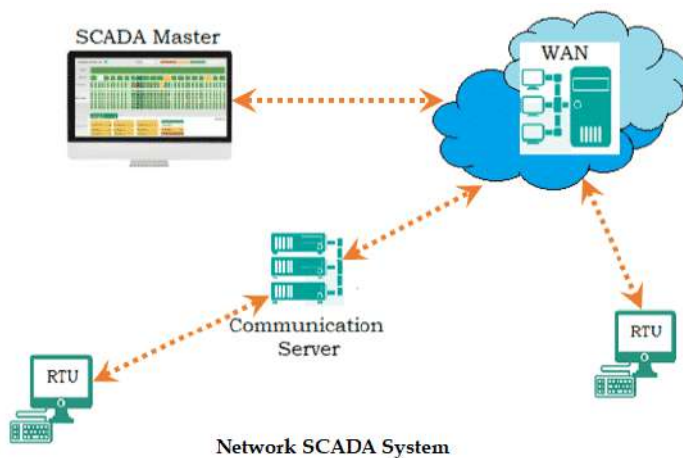 SCADA Master
WAN
Communication
Server
RTU
RTU
Network SCADA System